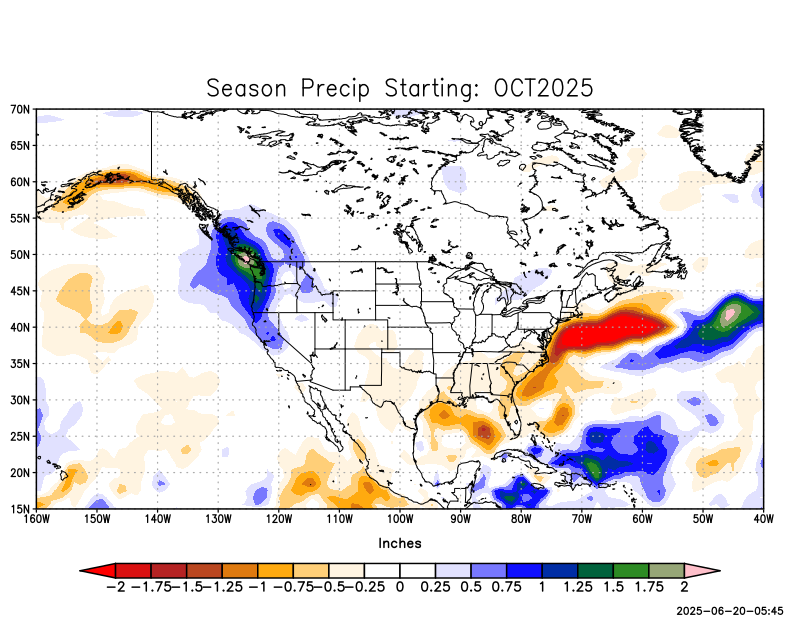 Season Precip Starting: OCT2025
70N
65N
60N
55N
50N
45N
40N
35N
30N
25N
20N
15N
160W 150W 140W 130W 120W 110W 100W 90W 80W 70W 60W 50W 40W
Inches
−2 −1.75−1.5−1.25 −1 −0.75−0.5−0.25 0 0.25 0.5 0.75 1 1.25 1.5 1.75 2
2025−06−20−05:45